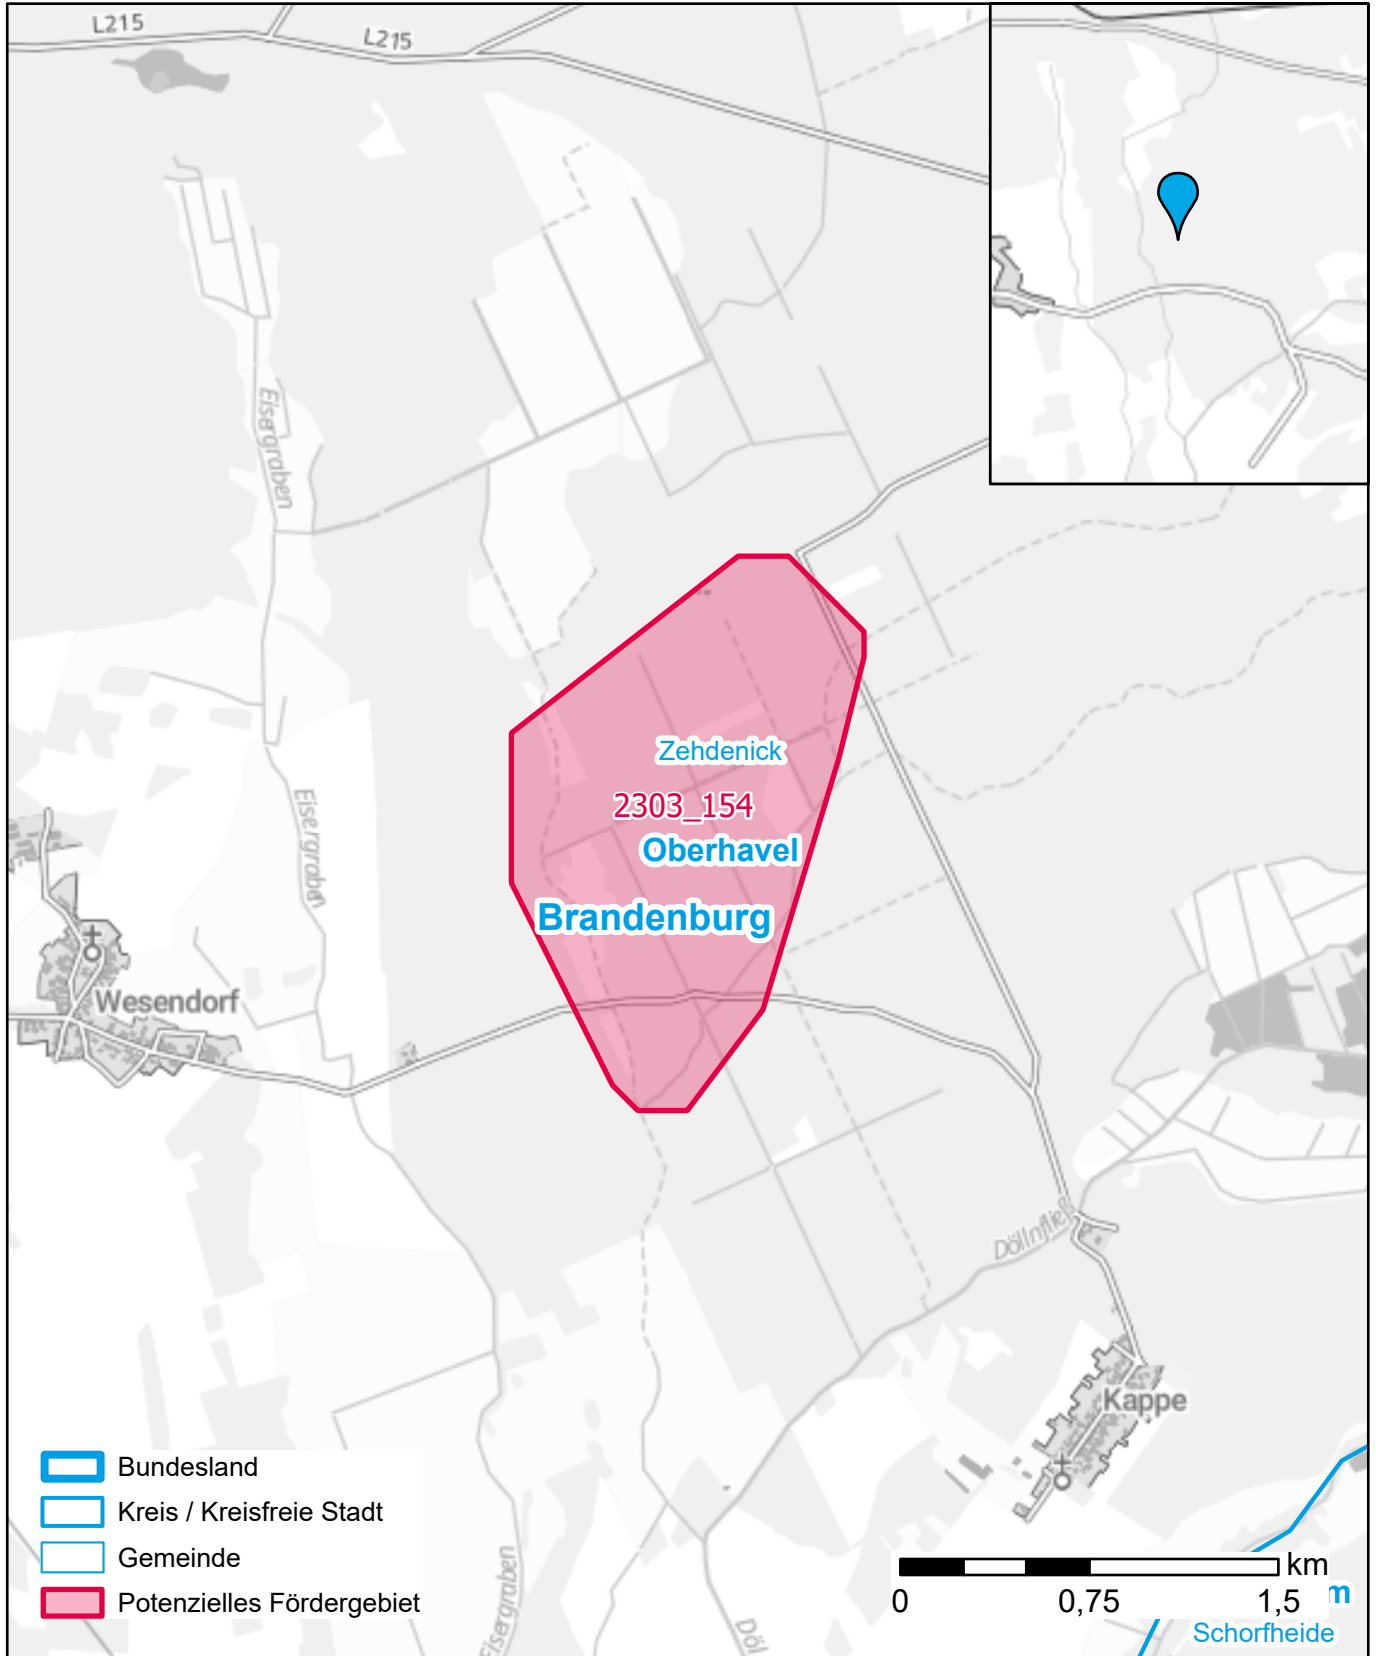 L215
L215
Eisergraben
Zehdenick
2303_154
Oberhavel
Eisergraben
Brandenburg
Wesendorf
Döllnfließ
Kappe
Bundesland
Kreis / Kreisfreie Stadt
Gemeinde
Potenzielles Fördergebiet
Eisergraben
Döl
km
0 0,75 1,5
m
Schorfheide